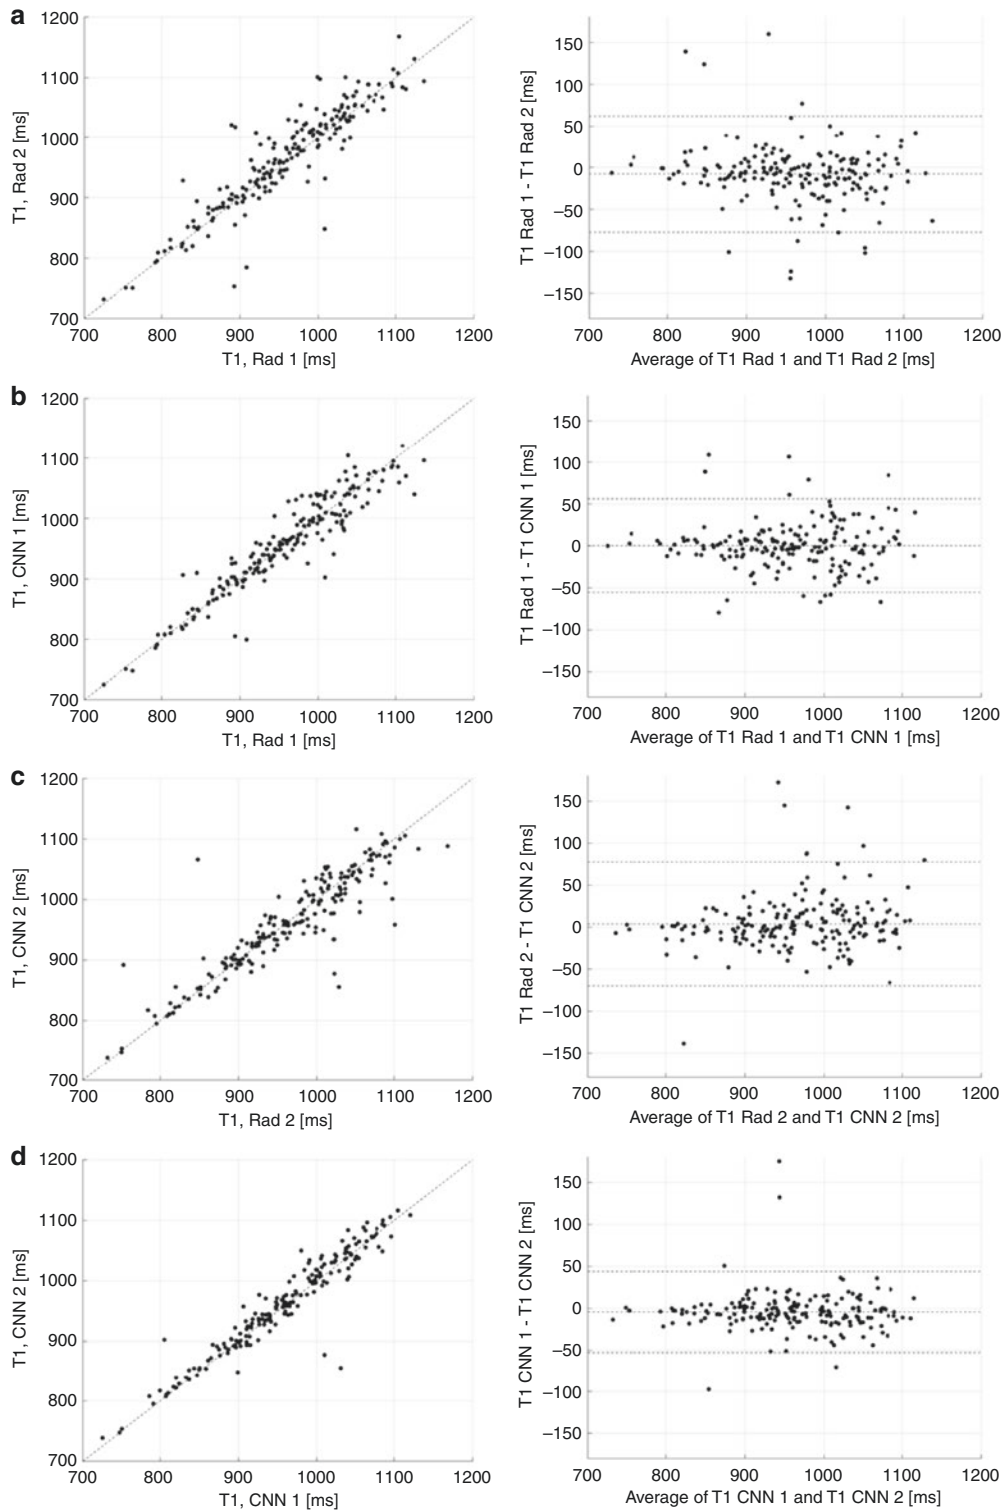 a
1200
1100
1000
900
800
700
700 800 900 1000 1100 1200
T1, Rad 2 [ms]
T1, Rad 1 [ms]
150
100
50
0
−50
−100
−150
700 800 900 1000 1100 1200
T1 Rad 1 - T1 Rad 2 [ms]
Average of T1 Rad 1 and T1 Rad 2 [ms]
b
1200
1100
1000
900
800
700
700 800 900 1000 1100 1200
T1, CNN 1 [ms]
T1, Rad 1 [ms]
150
100
50
0
−50
−100
−150
700 800 900 1000 1100 1200
T1 Rad 1 - T1 CNN 1 [ms]
Average of T1 Rad 1 and T1 CNN 1 [ms]
c
1200
1100
1000
900
800
700
700 800 900 1000 1100 1200
T1, CNN 2 [ms]
T1, Rad 2 [ms]
150
100
50
0
−50
−100
−150
700 800 900 1000 1100 1200
T1 Rad 2 - T1 CNN 2 [ms]
Average of T1 Rad 2 and T1 CNN 2 [ms]
d
1200
1100
1000
900
800
700
700 800 900 1000 1100 1200
T1, CNN 2 [ms]
T1, CNN 1 [ms]
150
100
50
0
−50
−100
−150
700 800 900 1000 1100 1200
T1 CNN 1 - T1 CNN 2 [ms]
Average of T1 CNN 1 and T1 CNN 2 [ms]